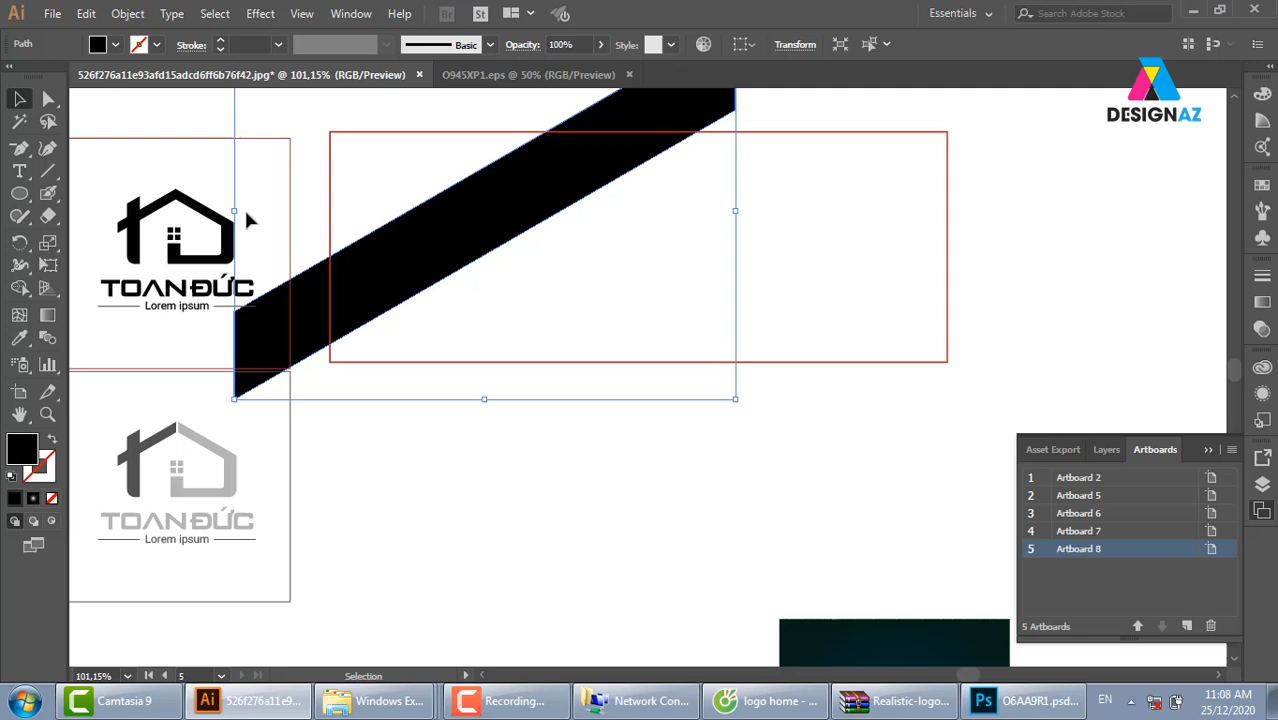 Ai File Edit Object Type Select Effect View Window Help Br St Essentials Search Adobe Stock
Path Stroke: Basic Opacity: 100% Style: Transform
526f276a11e93afd15adcd6ff6b76f42.jpg* @ 101,15% (RGB/Preview) × O945XP1.eps @ 50% (RGB/Preview) ×
DESIGNAZ
TOANĐỨC
Lorem ipsum
TOANĐỨC
Lorem ipsum
Asset Export Layers Artboards
1 Artboard 2
2 Artboard 5
3 Artboard 6
4 Artboard 7
5 Artboard 8
5 Artboards
101,15% 5 Selection
Camtasia 9 Ai 526f276a11e9... Windows Ex... Recording... Network Con... logo home - ... Realistic-logo... Ps O6AA9R1.psd... EN 11:08 AM
25/12/2020